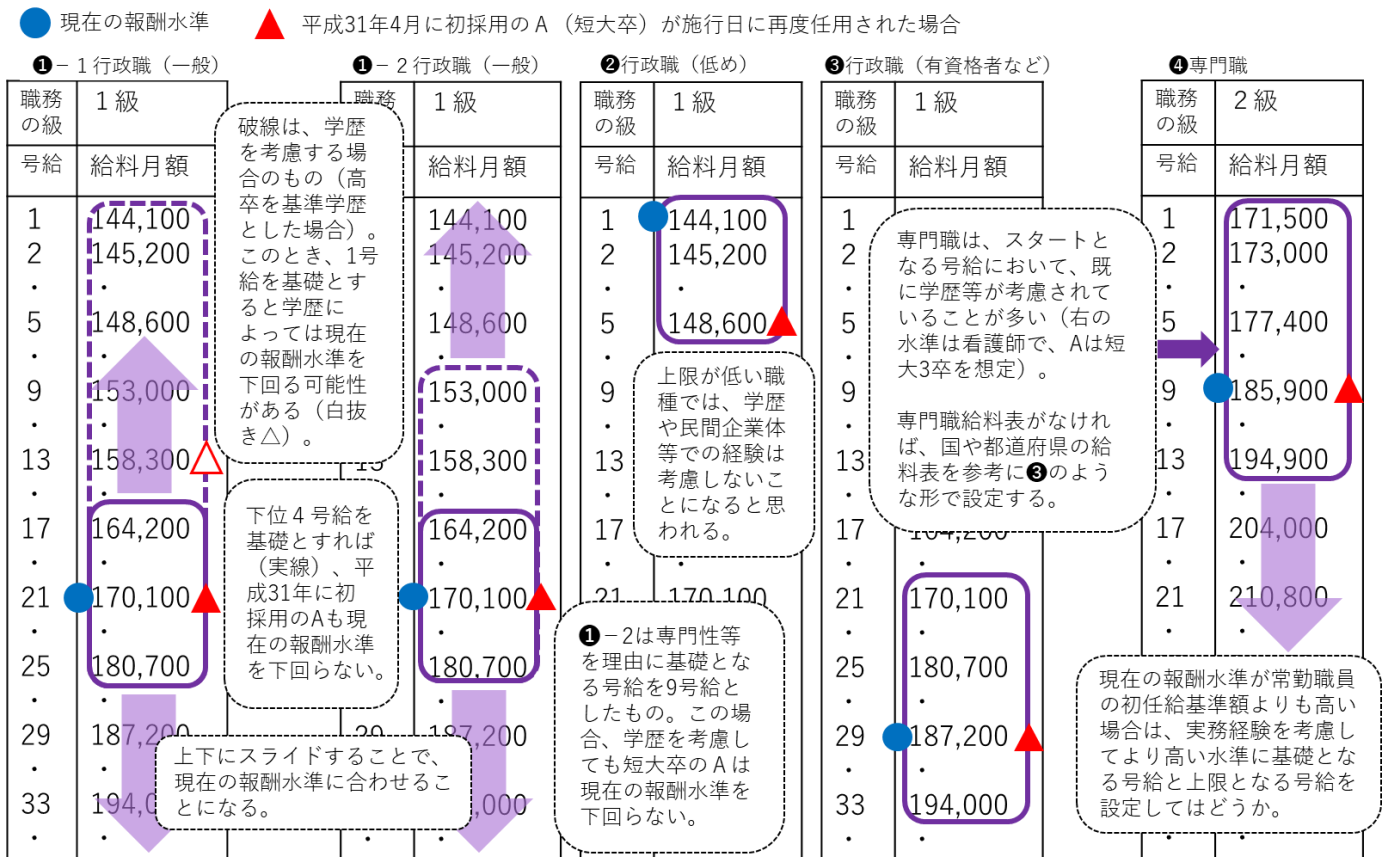 現在の報酬水準
平成31年4月に初採用のA（短大卒）が施行日に再度任用された場合
❶－1行政職（一般）
職務の級
1級
号給
給料月額
1 144,100
2 145,200
・ ・
5 148,600
・ ・
9 153,000
・ ・
13 158,300
・ ・
17 164,200
・ ・
21 170,100
・ ・
25 180,700
・ ・
29 187,200
・
33 194,0
・
破線は、学歴
を考慮する場
合のもの（高
卒を基準学歴
とした場合）。
このとき、1号
給を基礎とす
ると学歴に
よっては現在
の報酬水準を
下回る可能性
がある（白抜
き△）。
下位４号給を
基礎とすれば
（実線）、平
成31年に初
採用のAも現
在の報酬水準
を下回らない。
上下にスライドすることで、
現在の報酬水準に合わせるこ
とになる。
❶－2行政職（一般）
職務
1級
給料月額
144,100
145,200
148,600
153,000
・
13 158,300
・
164,200
・
170,100
・
180,700
・
29 187,200
,000
・ ・
❷行政職（低め）
職務の級
1級
号給
給料月額
1 144,100
2 145,200
・ ・
5 148,600
・
9
・
13
・
17
・
21 170,100
上限が低い職
種では、学歴
や民間企業体
等での経験は
考慮しないこ
とになると思
われる。
❶－2は専門性等
を理由に基礎とな
る号給を9号給と
したもの。この場
合、学歴を考慮し
ても短大卒のＡは
現在の報酬水準を
下回らない。
❸行政職（有資格者など）
職務の級
1級
号給
給料月額
1
2
・
5
・
9
・
13
・
17 164,200
・ ・
21 170,100
・ ・
25 180,700
・ ・
29 187,200
・ ・
33 194,000
・ ・
専門職は、スタートと
なる号給において、既
に学歴等が考慮されて
いることが多い（右の
水準は看護師で、Aは短
大3卒を想定）。
専門職給料表がなけれ
ば、国や都道府県の給
料表を参考に❸のよう
な形で設定する。
❹専門職
職務の級
2級
号給
給料月額
1 171,500
2 173,000
・ ・
5 177,400
・
9 185,900
・ ・
13 194,900
・ ・
17 204,000
・ ・
21 210,800
・ ・
現在の報酬水準が常勤職員
の初任給基準額よりも高い
場合は、実務経験を考慮し
てより高い水準に基礎とな
る号給と上限となる号給を
設定してはどうか。